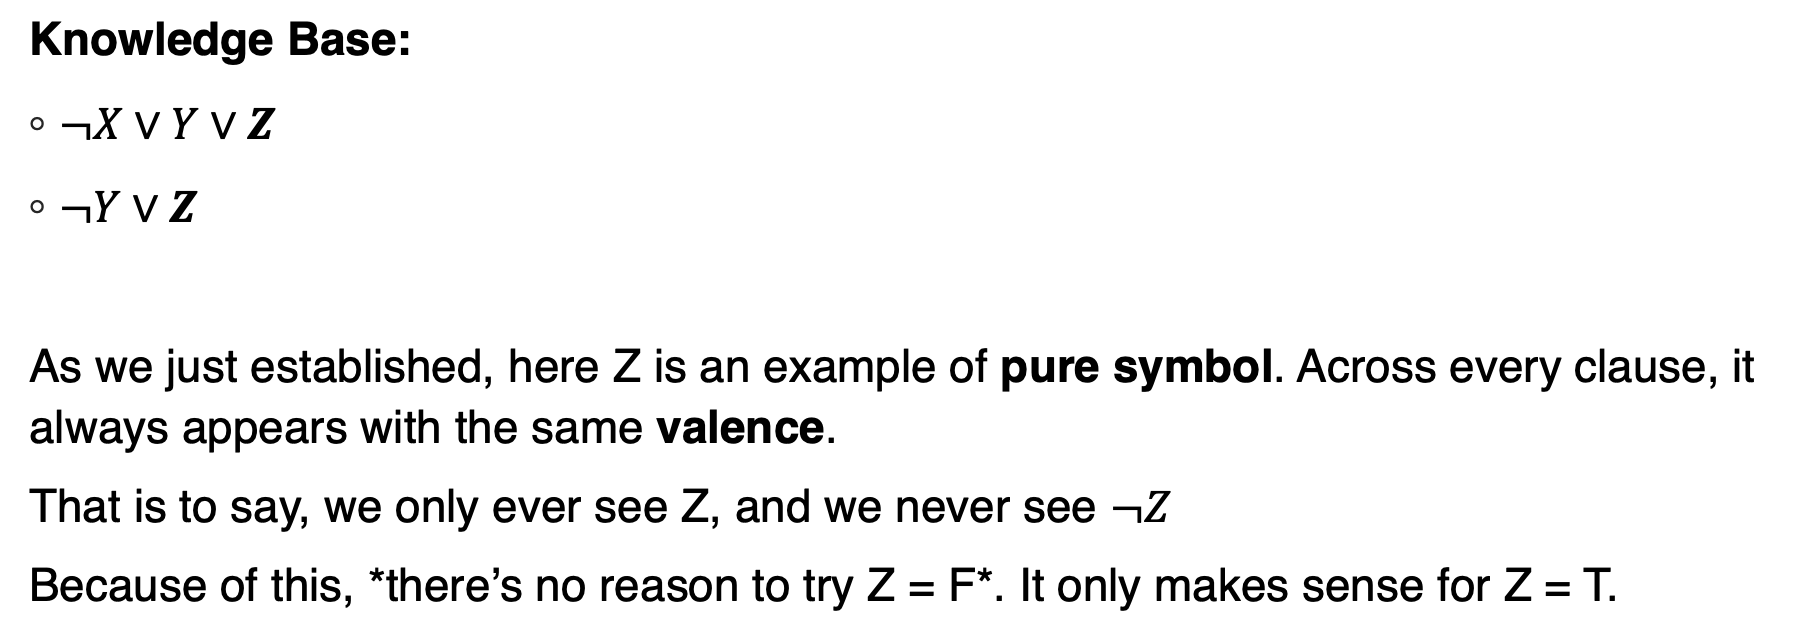 Knowledge Base:
∘ ¬X ∨ Y ∨ Z
∘ ¬Y ∨ Z
As we just established, here Z is an example of pure symbol. Across every clause, it
always appears with the same valence.
That is to say, we only ever see Z, and we never see ¬Z
Because of this, *there’s no reason to try Z = F*. It only makes sense for Z = T.